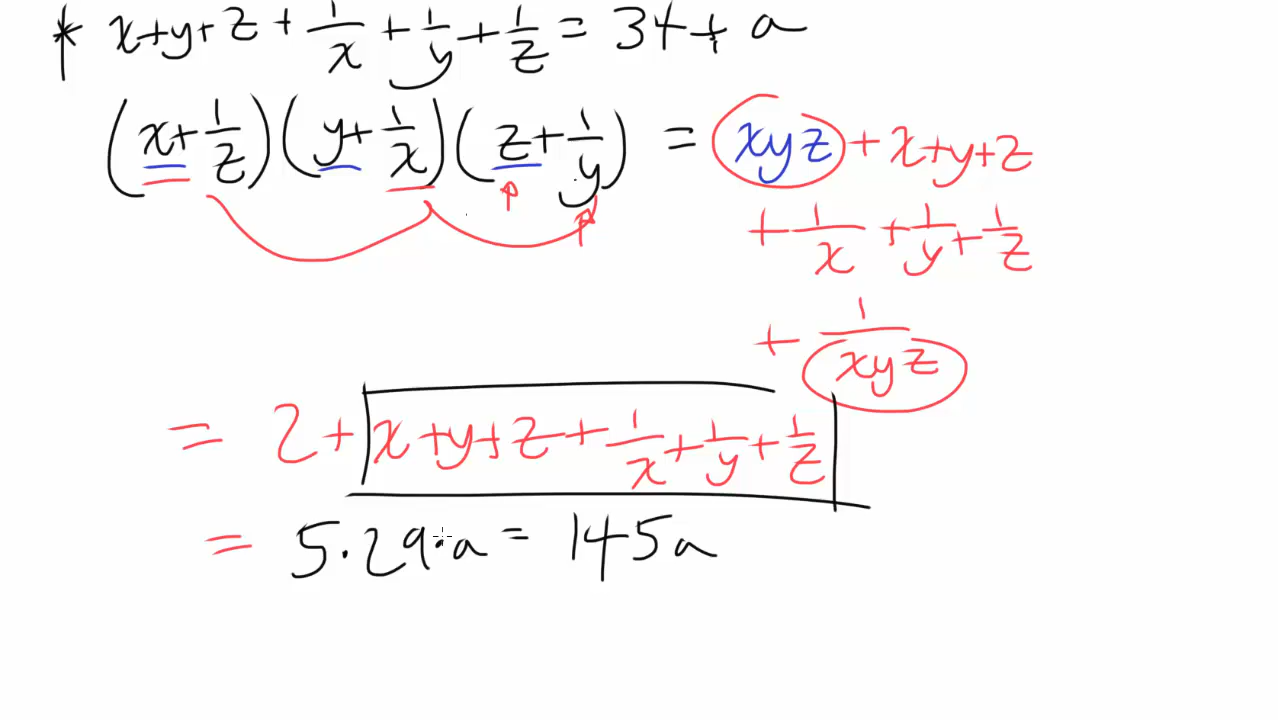 * x+y+z + 1/x + 1/y + 1/z = 34 + a
(x+1/z)(y+1/x)(z+1/y) = xyz + x+y+z
+ 1/x + 1/y + 1/z
+ 1/xyz
= 2+ x+y+z+1/x+1/y+1/z
= 5·29·a = 145a